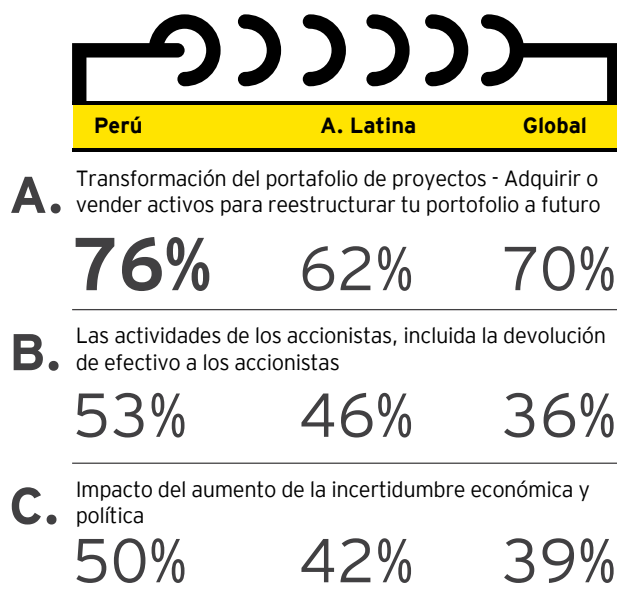 Perú A. Latina Global
A. Transformación del portafolio de proyectos - Adquirir o
vender activos para reestructurar tu portofolio a futuro
76% 62% 70%
B. Las actividades de los accionistas, incluida la devolución
de efectivo a los accionistas
53% 46% 36%
C. Impacto del aumento de la incertidumbre económica y
política
50% 42% 39%